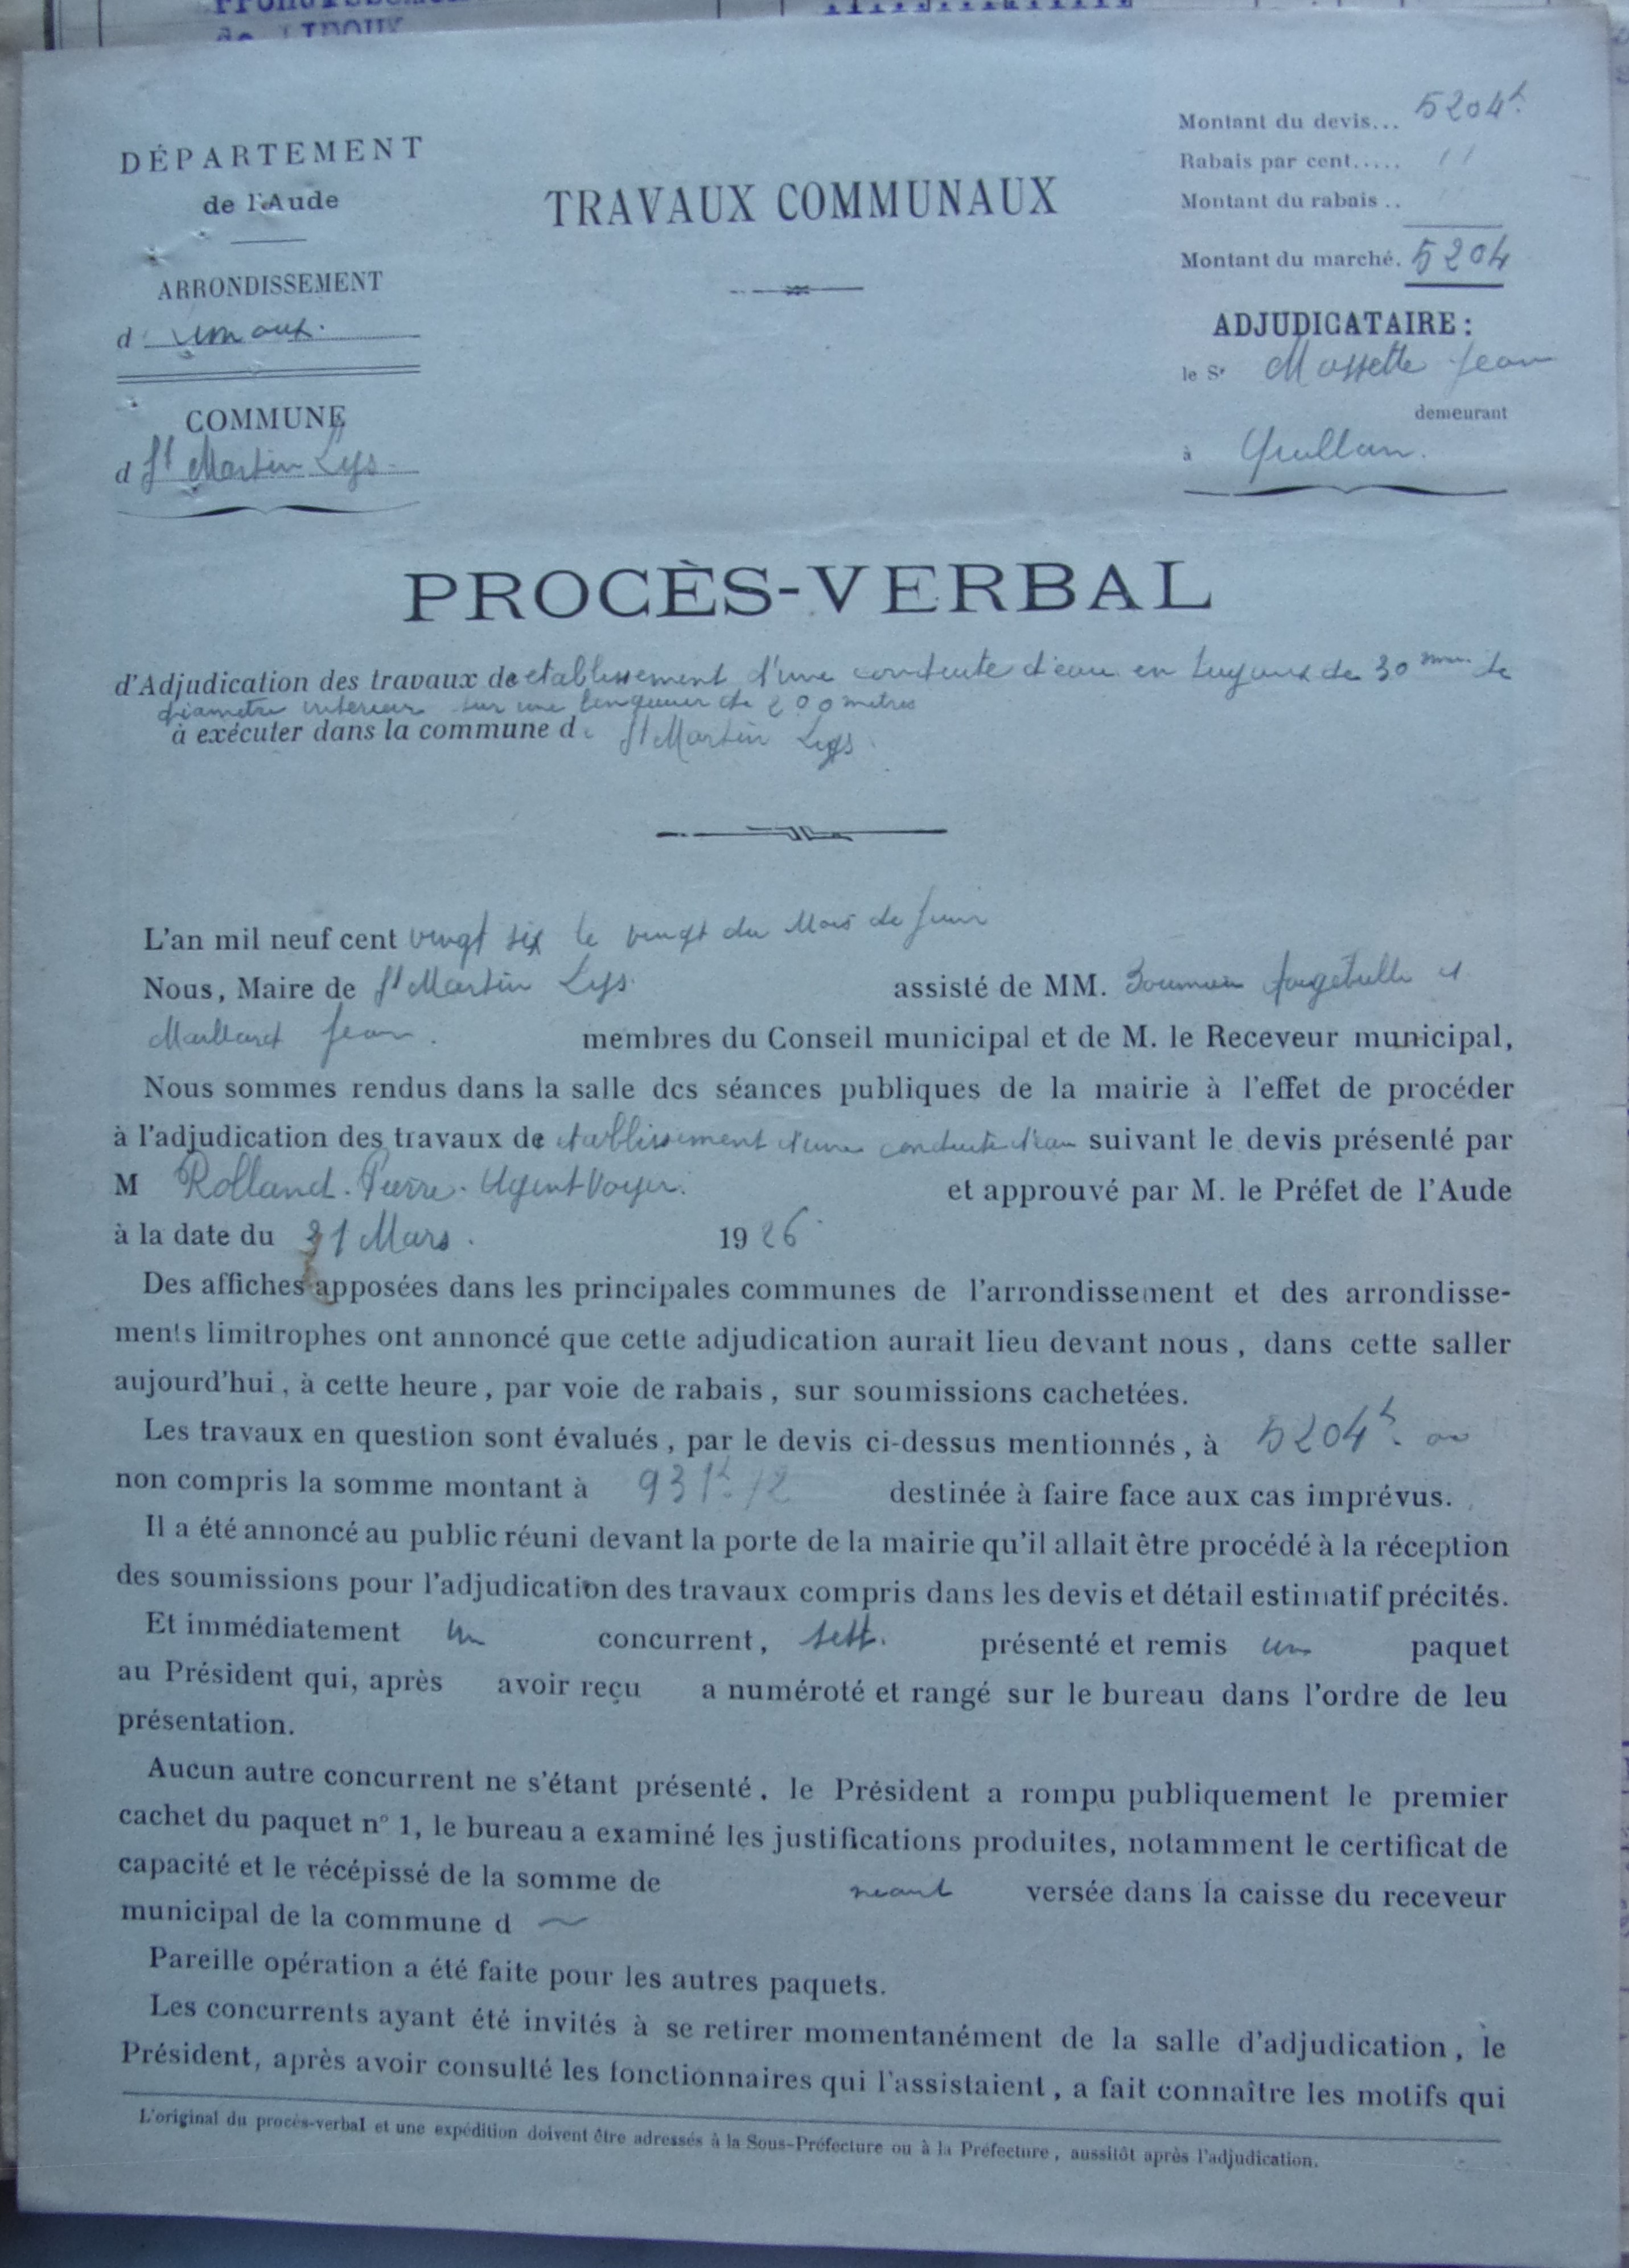 DÉPARTEMENT
de l'Aude
ARRONDISSEMENT
d Limoux.
COMMUNE
d St Martin Lys
TRAVAUX COMMUNAUX
Montant du devis... 5204f.
Rabais par cent..... //
Montant du rabais ..
Montant du marché. 5204
ADJUDICATAIRE :
le Sr Mossette Jean
demeurant
à Quillan.
PROCÈS-VERBAL
d'Adjudication des travaux de etablissement d'une conduite d'eau en tuyaux de 30 mm de
diametre interieur sur une longueur de 200 metres
à exécuter dans la commune de St Martin Lys.
L'an mil neuf cent vingt six le vingt du Mois de Juin
Nous, Maire de St Martin Lys. assisté de MM.
Jean. membres du Conseil municipal et de M. le Receveur municipal,
Nous sommes rendus dans la salle des séances publiques de la mairie à l'effet de procéder
à l'adjudication des travaux de etablissement d'une conduite d'eau suivant le devis présenté par
M Rolland. Pierre. Agent Voyer. et approuvé par M. le Préfet de l'Aude
à la date du 31 Mars. 1926
Des affiches apposées dans les principales communes de l'arrondissement et des arrondisse-
ments limitrophes ont annoncé que cette adjudication aurait lieu devant nous, dans cette saller
aujourd'hui, à cette heure, par voie de rabais, sur soumissions cachetées.
Les travaux en question sont évalués, par le devis ci-dessus mentionnés, à 5204f. oo
non compris la somme montant à 931f.12 destinée à faire face aux cas imprévus.
Il a été annoncé au public réuni devant la porte de la mairie qu'il allait être procédé à la réception
des soumissions pour l'adjudication des travaux compris dans les devis et détail estimatif précités.
Et immédiatement un concurrent, s'est présenté et remis un paquet
au Président qui, après avoir reçu a numéroté et rangé sur le bureau dans l'ordre de leu
présentation.
Aucun autre concurrent ne s'étant présenté, le Président a rompu publiquement le premier
cachet du paquet n° 1, le bureau a examiné les justifications produites, notamment le certificat de
capacité et le récépissé de la somme de neant versée dans la caisse du receveur
municipal de la commune d ~
Pareille opération a été faite pour les autres paquets.
Les concurrents ayant été invités à se retirer momentanément de la salle d'adjudication, le
Président, après avoir consulté les fonctionnaires qui l'assistaient, a fait connaître les motifs qui
L'original du procès-verbal et une expédition doivent être adressés à la Sous-Préfecture ou à la Préfecture, aussitôt après l'adjudication.